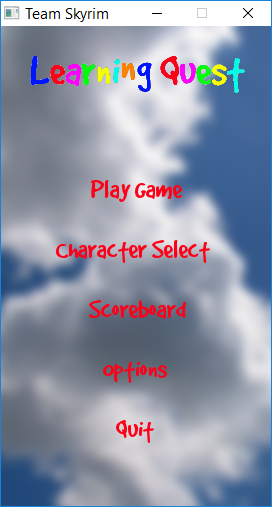 Team Skyrim
Learning Quest
Play Game
Character Select
Scoreboard
Options
Quit